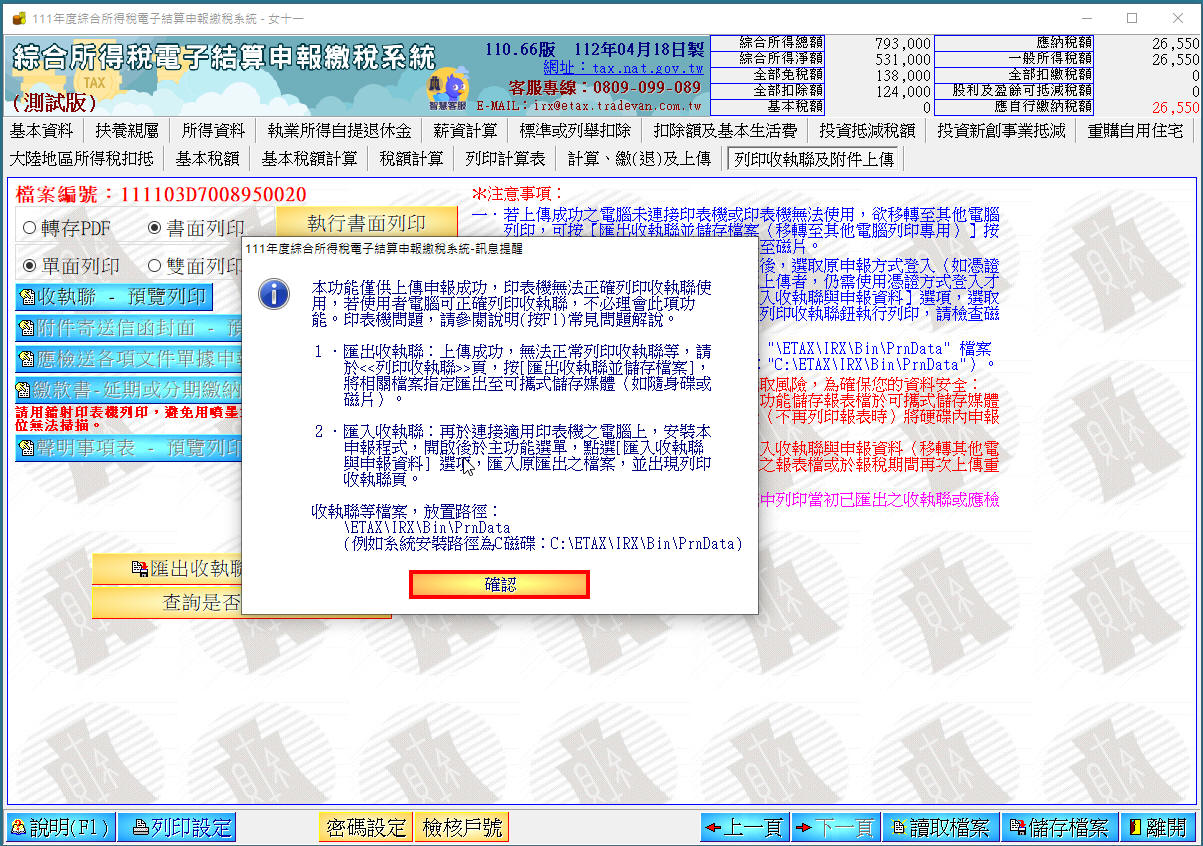 111年度綜合所得稅電子結算申報繳稅系統 - 女十一
綜合所得稅電子結算申報繳稅系統
(測試版)
TAX
智慧客服
110.66版 112年04月18日製
網址：tax.nat.gov.tw
客服專線：0809-099-089
E-MAIL：irx@etax.tradevan.com.tw
綜合所得總額 793,000 應納稅額 26,550
綜合所得淨額 531,000 一般所得稅額 26,550
全部免稅額 138,000 全部扣繳稅額 0
全部扣除額 124,000 股利及盈餘可抵減稅額 0
基本稅額 0 應自行繳納稅額 26,550
基本資料 扶養親屬 所得資料 執業所得自提退休金 薪資計算 標準或列舉扣除 扣除額及基本生活費 投資抵減稅額 投資新創事業抵減 重購自用住宅
大陸地區所得稅扣抵 基本稅額 基本稅額計算 稅額計算 列印計算表 計算、繳(退)及上傳 列印收執聯及附件上傳
檔案編號：111103D7008950020
轉存PDF 書面列印 執行書面列印
單面列印 雙面列印
收執聯 - 預覽列印
附件寄送信函封面 - 預
應檢送各項文件單據申報
繳款書-延期或分期繳納
請用鐳射印表機列印，避免用噴墨
位無法掃描。
聲明事項表 - 預覽列印
匯出收執聯
查詢是否
＊注意事項：
一．若上傳成功之電腦未連接印表機或印表機無法使用，欲移轉至其他電腦
列印，可按［匯出收執聯並儲存檔案（移轉至其他電腦列印專用）］按
至磁片。
後，選取原申報方式登入（如憑證
上傳者，仍需使用憑證方式登入才
入收執聯與申報資料］選項，選取
列印收執聯鈕執行列印，請檢查磁
"\ETAX\IRX\Bin\PrnData" 檔案
"C:\ETAX\IRX\Bin\PrnData"）。
取風險，為確保您的資料安全：
功能儲存報表檔於可攜式儲存媒體
（不再列印報表時）將硬碟內申報
入收執聯與申報資料（移轉其他電
之報表檔或於報稅期間再次上傳重
中列印當初已匯出之收執聯或應檢
111年度綜合所得稅電子結算申報繳稅系統-訊息提醒
本功能僅供上傳申報成功，印表機無法正確列印收執聯使
用，若使用者電腦可正確列印收執聯，不必理會此項功
能。印表機問題，請參閱說明(按F1)常見問題解說。
1．匯出收執聯：上傳成功，無法正常列印收執聯等，請
於<<列印收執聯>>頁，按[匯出收執聯並儲存檔案]，
將相關檔案指定匯出至可攜式儲存媒體（如隨身碟或
磁片）。
2．匯入收執聯：再於連接適用印表機之電腦上，安裝本
申報程式，開啟後於主功能選單，點選[匯入收執聯
與申報資料] 選項，匯入原匯出之檔案，並出現列印
收執聯頁。
收執聯等檔案，放置路徑：
\ETAX\IRX\Bin\PrnData
(例如系統安裝路徑為C磁碟：C:\ETAX\IRX\Bin\PrnData)
確認
說明(F1) 列印設定 密碼設定 檢核戶號 上一頁 下一頁 讀取檔案 儲存檔案 離開